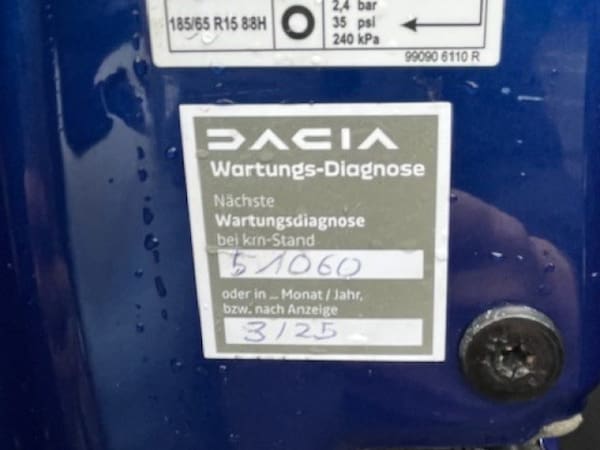 2,4 bar
185/65 R15 88H
35 psi
240 kPa
99090 6110 R
DACIA
Wartungs-Diagnose
Nächste
Wartungsdiagnose
bei km-Stand
51060
oder in ... Monat / Jahr,
bzw. nach Anzeige
3/25